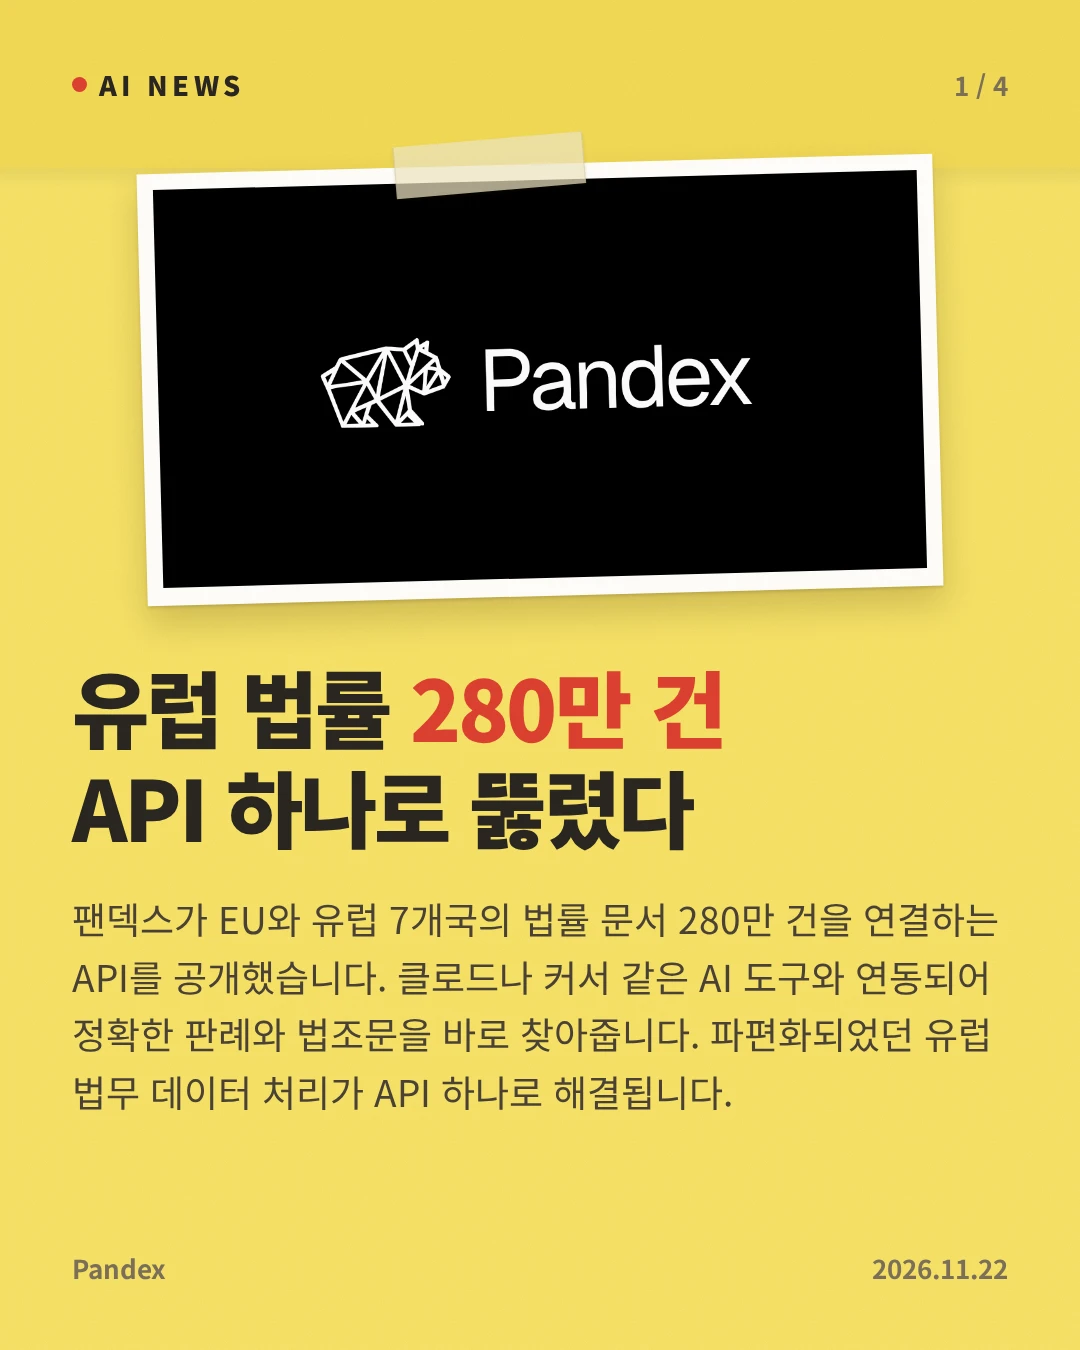 AI NEWS
1 / 4
Pandex
유럽 법률 280만 건
API 하나로 뚫렸다
팬덱스가 EU와 유럽 7개국의 법률 문서 280만 건을 연결하는
API를 공개했습니다. 클로드나 커서 같은 AI 도구와 연동되어
정확한 판례와 법조문을 바로 찾아줍니다. 파편화되었던 유럽
법무 데이터 처리가 API 하나로 해결됩니다.
Pandex
2026.11.22